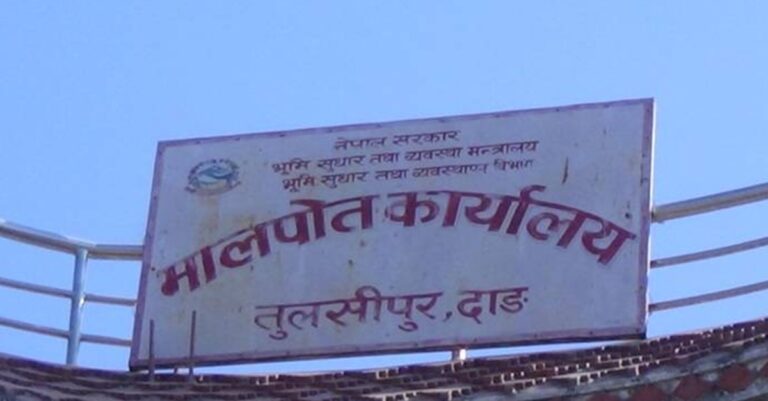 नेपाल सरकार
भूमि सुधार तथा व्यवस्था मन्त्रालय
भूमि सुधार तथा व्यवस्थापन विभाग
मालपोत कार्यालय
तुलसीपुर, दाङ